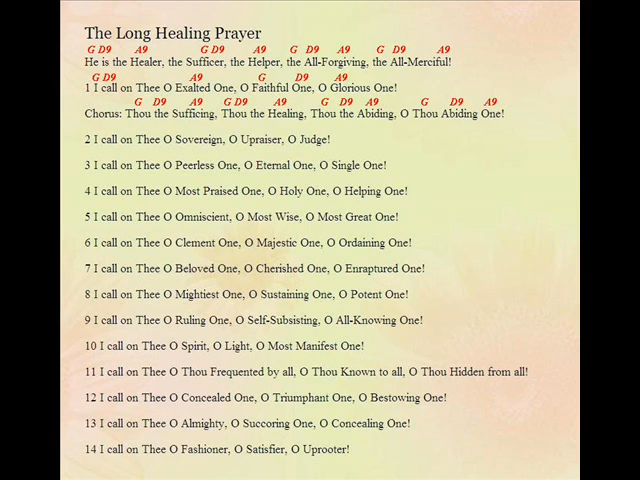 The Long Healing Prayer
G D9 A9 G D9 A9 G D9 A9 G D9 A9
He is the Healer, the Sufficer, the Helper, the All-Forgiving, the All-Merciful!
G D9 A9 G D9 A9
1 I call on Thee O Exalted One, O Faithful One, O Glorious One!
G D9 A9 G D9 A9 G D9 A9 G D9 A9
Chorus: Thou the Sufficing, Thou the Healing, Thou the Abiding, O Thou Abiding One!
2 I call on Thee O Sovereign, O Upraiser, O Judge!
3 I call on Thee O Peerless One, O Eternal One, O Single One!
4 I call on Thee O Most Praised One, O Holy One, O Helping One!
5 I call on Thee O Omniscient, O Most Wise, O Most Great One!
6 I call on Thee O Clement One, O Majestic One, O Ordaining One!
7 I call on Thee O Beloved One, O Cherished One, O Enraptured One!
8 I call on Thee O Mightiest One, O Sustaining One, O Potent One!
9 I call on Thee O Ruling One, O Self-Subsisting, O All-Knowing One!
10 I call on Thee O Spirit, O Light, O Most Manifest One!
11 I call on Thee O Thou Frequented by all, O Thou Known to all, O Thou Hidden from all!
12 I call on Thee O Concealed One, O Triumphant One, O Bestowing One!
13 I call on Thee O Almighty, O Succoring One, O Concealing One!
14 I call on Thee O Fashioner, O Satisfier, O Uprooter!